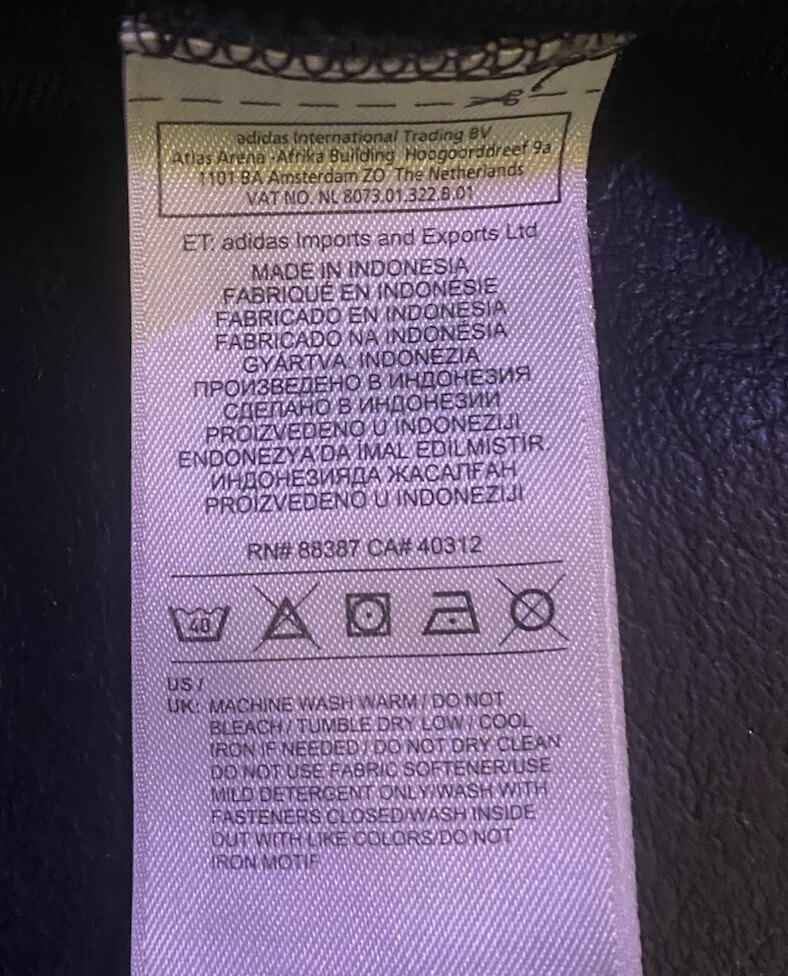 adidas International Trading BV
Atlas Arena -Afrika Building Hoogoorddreef 9a
1101 BA Amsterdam ZO The Netherlands
VAT NO. NL 8073.01.322.B.01
ET: adidas Imports and Exports Ltd
MADE IN INDONESIA
FABRIQUÉ EN INDONÉSIE
FABRICADO EN INDONESIA
FABRICADO NA INDONÉSIA
GYÁRTVA: INDONÉZIA
ПРОИЗВЕДЕНО В ИНДОНЕЗИЯ
СДЕЛАНО В ИНДОНЕЗИИ
PROIZVEDENO U INDONEZIJI
ENDONEZYA'DA İMAL EDİLMİSTİR.
ИНДОНЕЗИЯДА ЖАСАЛҒАН
PROIZVEDENO U INDONEZIJI
RN# 88387 CA# 40312
40
US /
UK: MACHINE WASH WARM / DO NOT
BLEACH / TUMBLE DRY LOW / COOL
IRON IF NEEDED / DO NOT DRY CLEAN
DO NOT USE FABRIC SOFTENER/USE
MILD DETERGENT ONLY/WASH WITH
FASTENERS CLOSED/WASH INSIDE
OUT WITH LIKE COLORS/DO NOT
IRON MOTIF